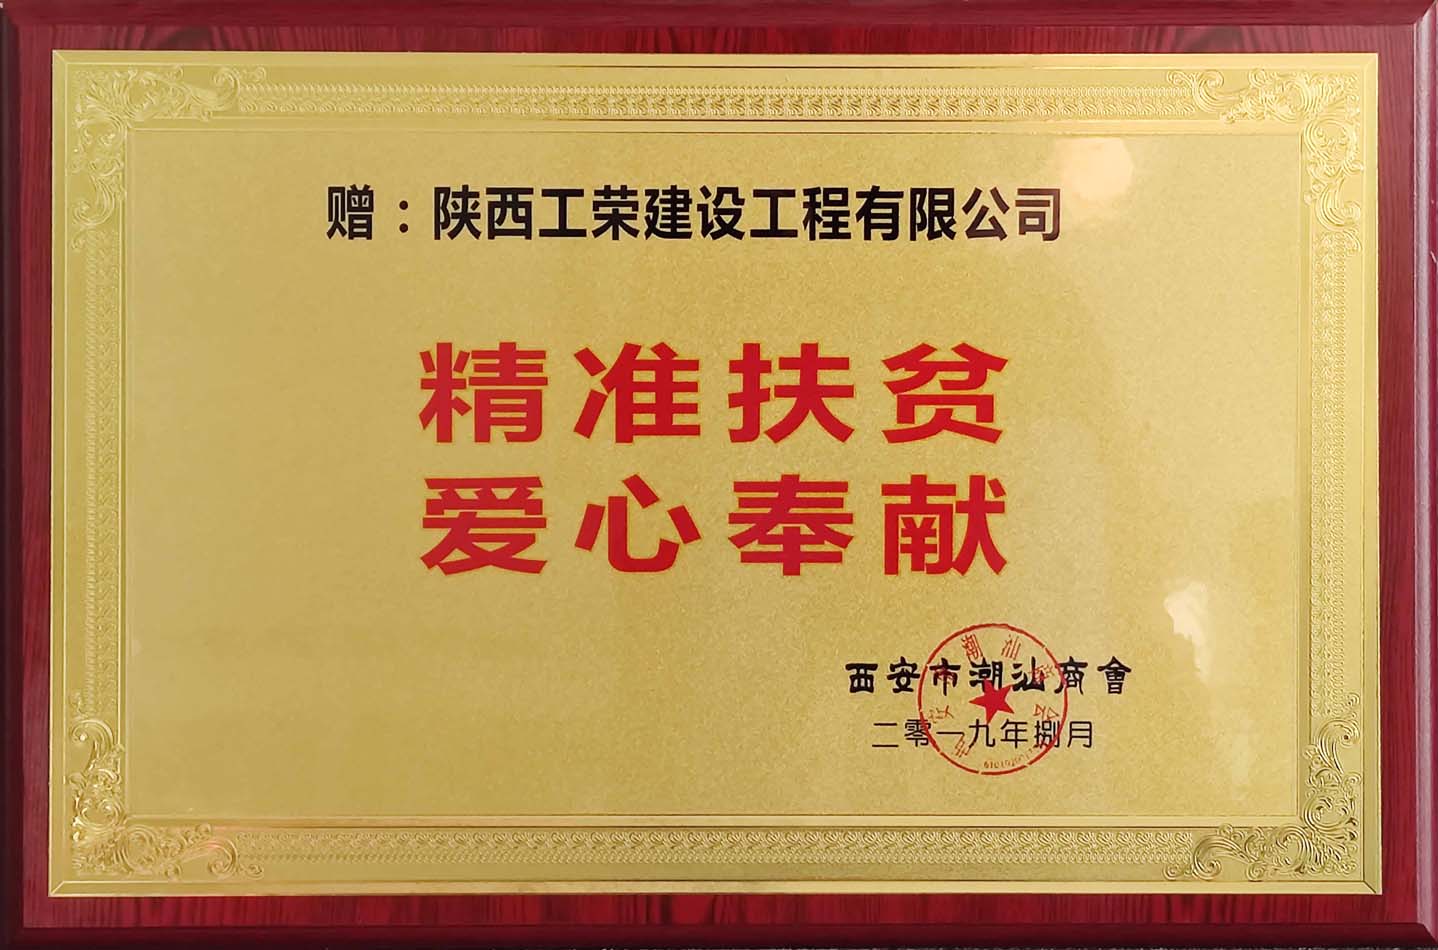 赠：陕西工荣建设工程有限公司
精准扶贫
爱心奉献
西安市潮汕商會
二零一九年捌月